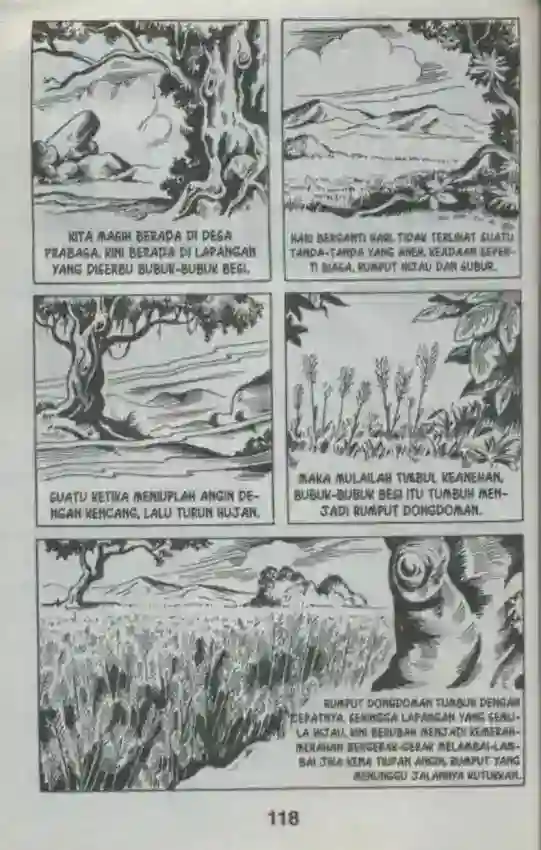 KITA MASIH BERADA DI DESA
PRABAGA. KINI BERADA DI LAPANGAN
YANG DISERBU BUBUK-BUBUK BESI.
HARI BERGANTI HARI, TIDAK TERLIHAT SUATU
TANDA-TANDA YANG ANEH. KEADAAN SEPER-
TI BIASA. RUMPUT HIJAU DAN SUBUR.
SUATU KETIKA MENIUPLAH ANGIN DE-
NGAN KENCANG, LALU TURUN HUJAN.
MAKA MULAILAH TIMBUL KEANEHAN.
BUBUK-BUBUK BESI ITU TUMBUH MEN-
JADI RUMPUT DONGDOMAN.
RUMPUT DONGDOMAN TUMBUH DENGAN
CEPATNYA. SEHINGGA LAPANGAN YANG SEMU-
LA HIJAU, KINI BERUBAH MENJADI KEMERAH-
MERAHAN BERGERAK-GERAK MELAMBAI-LAM-
BAI JIKA KENA TIUPAN ANGIN. RUMPUT YANG
MENUNGGU JALANNYA KUTUKKAN.
118